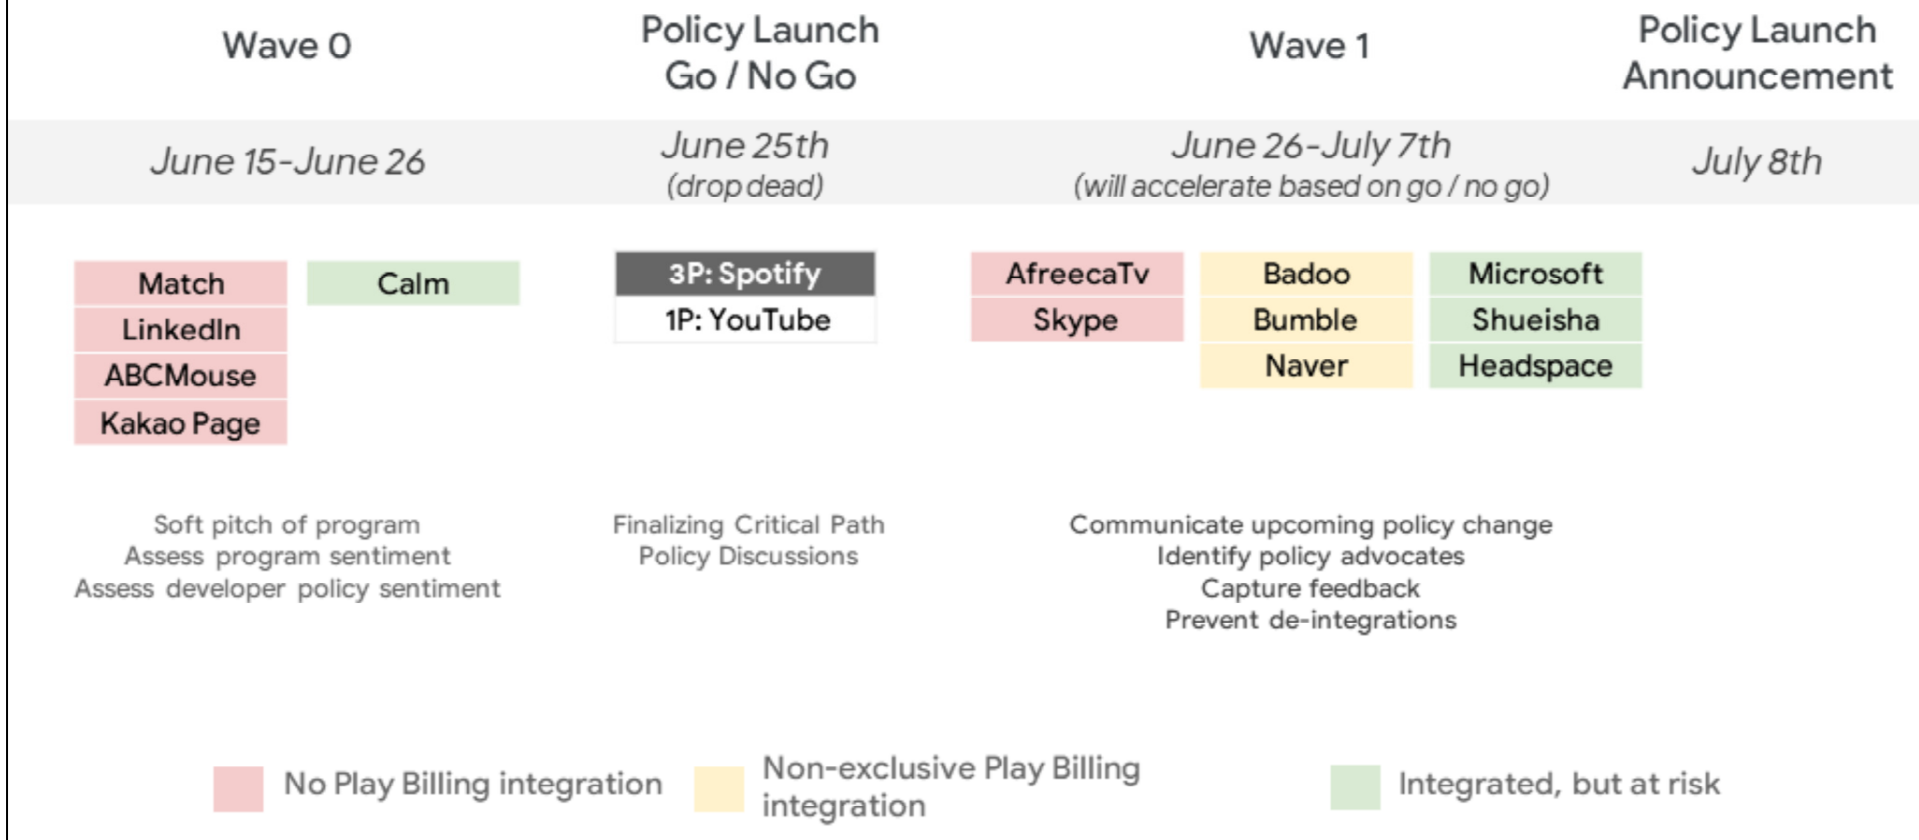 Wave 0
Policy Launch
Go / No Go
Wave 1
Policy Launch
Announcement
June 15-June 26
June 25th
(drop dead)
June 26-July 7th
(will accelerate based on go / no go)
July 8th
Match
LinkedIn
ABCMouse
Kakao Page
Calm
3P: Spotify
1P: YouTube
AfreecaTv
Skype
Badoo
Bumble
Naver
Microsoft
Shueisha
Headspace
Soft pitch of program
Assess program sentiment
Assess developer policy sentiment
Finalizing Critical Path
Policy Discussions
Communicate upcoming policy change
Identify policy advocates
Capture feedback
Prevent de-integrations
No Play Billing integration
Non-exclusive Play Billing
integration
Integrated, but at risk